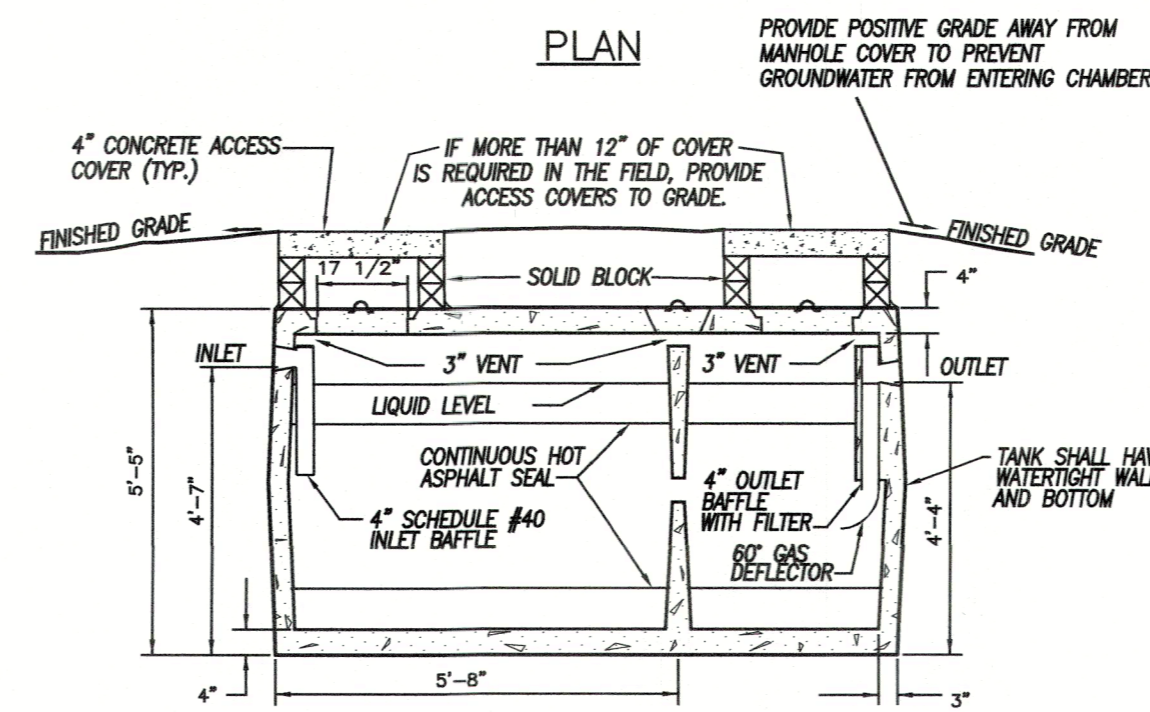 PLAN
PROVIDE POSITIVE GRADE AWAY FROM
MANHOLE COVER TO PREVENT
GROUNDWATER FROM ENTERING CHAMBER
4" CONCRETE ACCESS
COVER (TYP.)
IF MORE THAN 12" OF COVER
IS REQUIRED IN THE FIELD, PROVIDE
ACCESS COVERS TO GRADE.
FINISHED GRADE
FINISHED GRADE
17 1/2"
SOLID BLOCK
4"
INLET
3" VENT
3" VENT
OUTLET
LIQUID LEVEL
CONTINUOUS HOT
ASPHALT SEAL
4" OUTLET
BAFFLE
WITH FILTER
TANK SHALL HAV
WATERTIGHT WAL
AND BOTTOM
5'-5"
4'-7"
4" SCHEDULE #40
INLET BAFFLE
60° GAS
DEFLECTOR
4'-4"
4"
5'-8"
3"